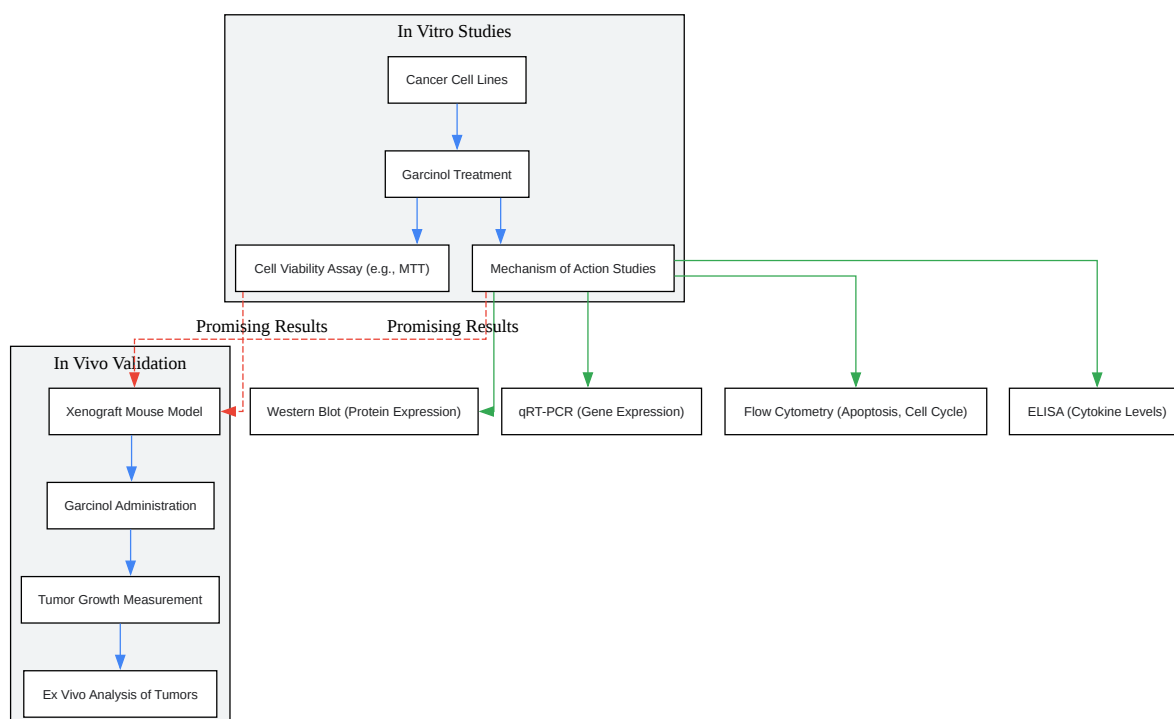 In Vitro Studies
Cancer Cell Lines
Garcinol Treatment
Cell Viability Assay (e.g., MTT)
Mechanism of Action Studies
Promising Results
Promising Results
In Vivo Validation
Xenograft Mouse Model
Western Blot (Protein Expression)
qRT-PCR (Gene Expression)
Flow Cytometry (Apoptosis, Cell Cycle)
ELISA (Cytokine Levels)
Garcinol Administration
Tumor Growth Measurement
Ex Vivo Analysis of Tumors